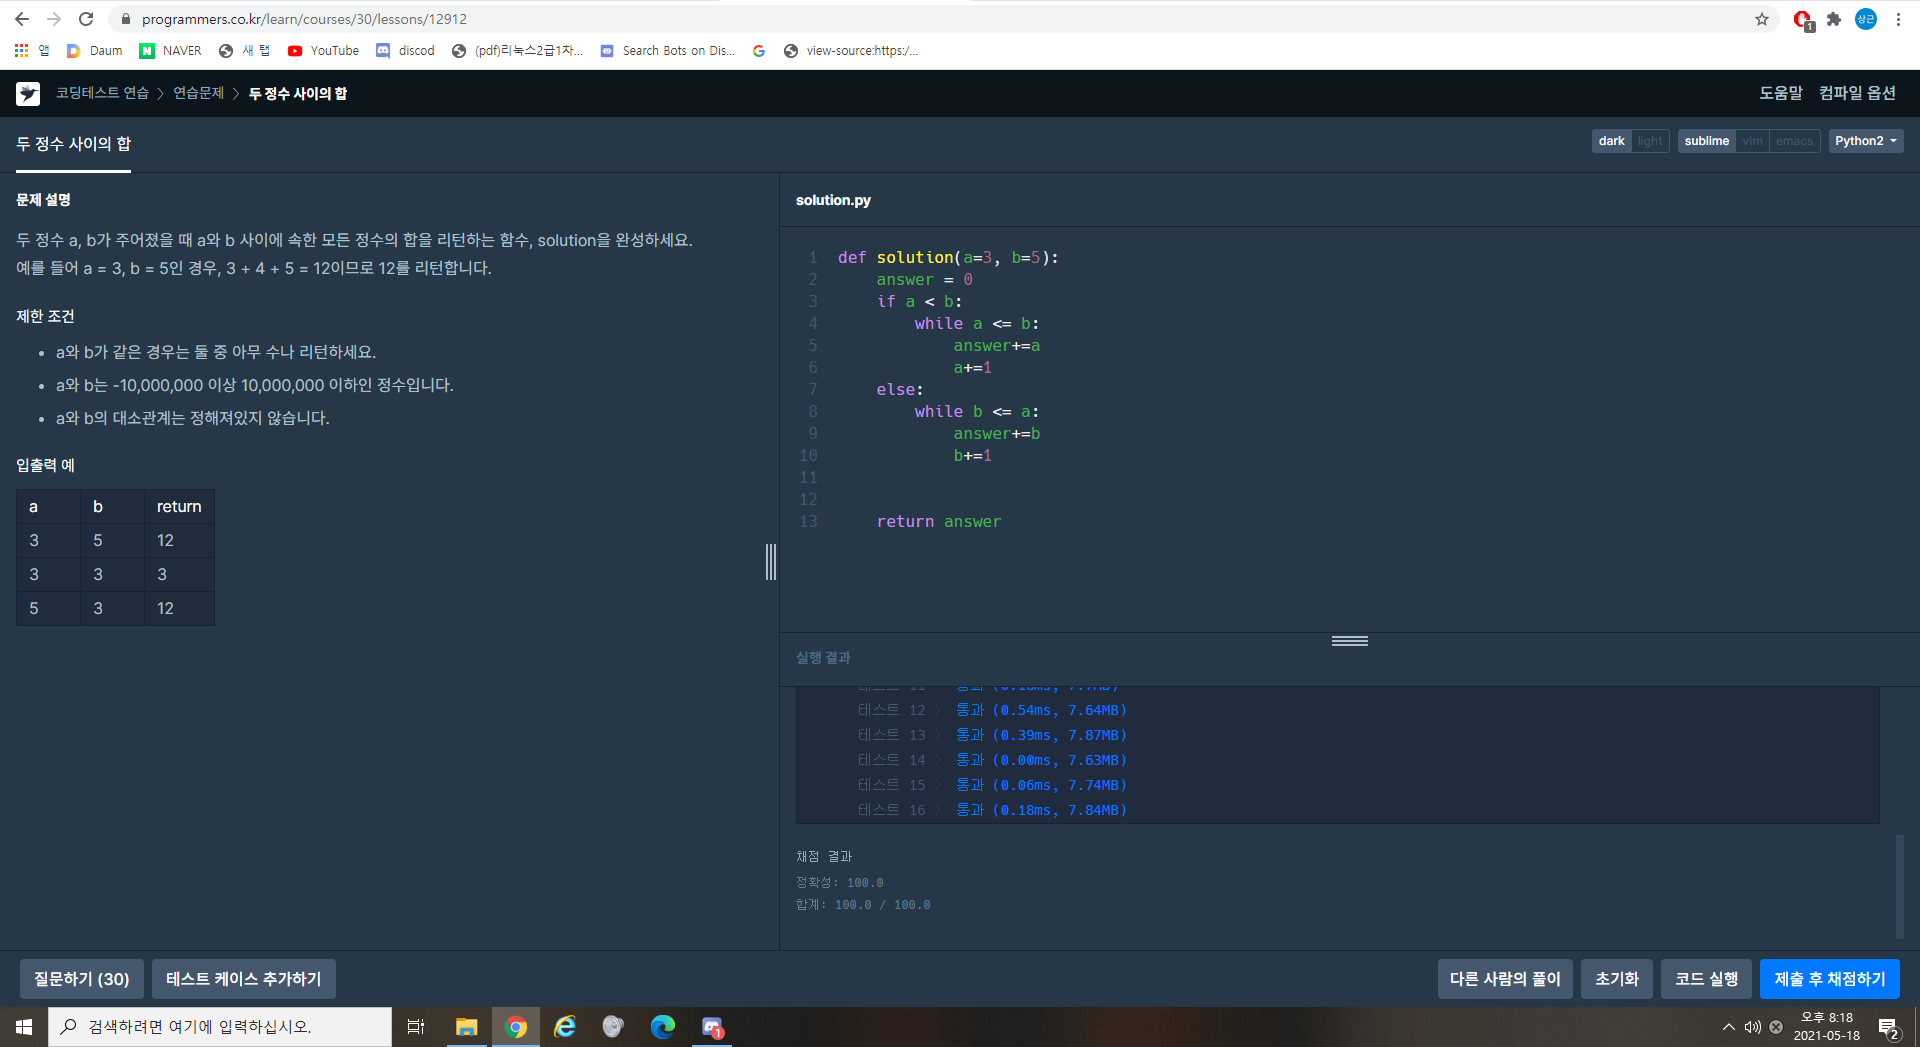 programmers.co.kr/learn/courses/30/lessons/12912
1
상근
앱 Daum NAVER 새 탭 YouTube discod (pdf)리눅스2급1차... Search Bots on Dis... view-source:https:/...
코딩테스트 연습 > 연습문제 > 두 정수 사이의 합
도움말 컴파일 옵션
두 정수 사이의 합
dark light sublime vim emacs Python2
문제 설명
두 정수 a, b가 주어졌을 때 a와 b 사이에 속한 모든 정수의 합을 리턴하는 함수, solution을 완성하세요.
예를 들어 a = 3, b = 5인 경우, 3 + 4 + 5 = 12이므로 12를 리턴합니다.
제한 조건
• a와 b가 같은 경우는 둘 중 아무 수나 리턴하세요.
• a와 b는 -10,000,000 이상 10,000,000 이하인 정수입니다.
• a와 b의 대소관계는 정해져있지 않습니다.
입출력 예
a b return
3 5 12
3 3 3
5 3 12
solution.py
1 def solution(a=3, b=5):
2     answer = 0
3     if a < b:
4         while a <= b:
5             answer+=a
6             a+=1
7     else:
8         while b <= a:
9             answer+=b
10             b+=1
11
12
13     return answer
실행 결과
테스트 11 〉 통과 (0.18ms, 7.7MB)
테스트 12 〉 통과 (0.54ms, 7.64MB)
테스트 13 〉 통과 (0.39ms, 7.87MB)
테스트 14 〉 통과 (0.00ms, 7.63MB)
테스트 15 〉 통과 (0.06ms, 7.74MB)
테스트 16 〉 통과 (0.18ms, 7.84MB)
채점 결과
정확성: 100.0
합계: 100.0 / 100.0
질문하기 (30) 테스트 케이스 추가하기
다른 사람의 풀이 초기화 코드 실행 제출 후 채점하기
검색하려면 여기에 입력하십시오.
1
오후 8:18
2021-05-18
2